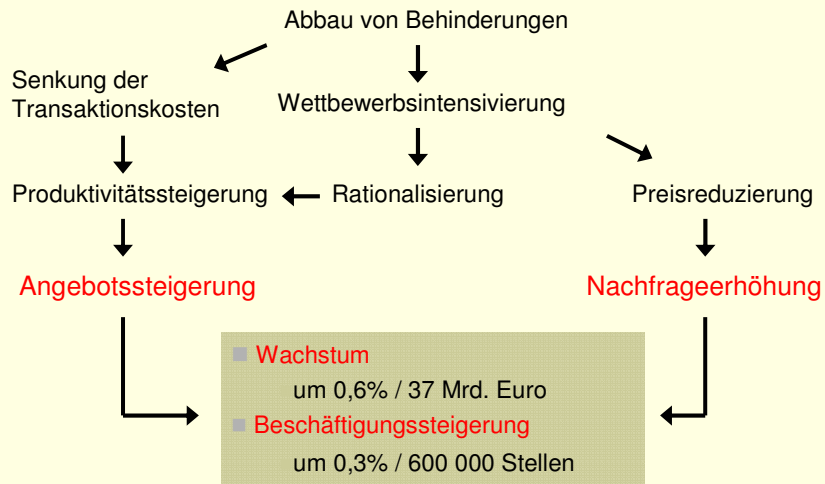 Abbau von Behinderungen
Senkung der
Transaktionskosten
Wettbewerbsintensivierung
Produktivitätssteigerung
Rationalisierung
Preisreduzierung
Angebotssteigerung
Nachfrageerhöhung
Wachstum
um 0,6% / 37 Mrd. Euro
Beschäftigungssteigerung
um 0,3% / 600 000 Stellen